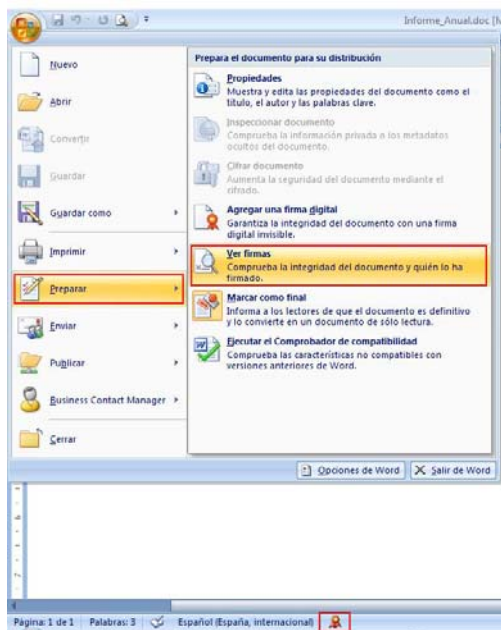 Informe_Anual.doc [M
Nuevo
Abrir
Convertir
Guardar
Guardar como
Imprimir
Preparar
Enviar
Publicar
Business Contact Manager
Cerrar
Prepara el documento para su distribución
Propiedades
Muestra y edita las propiedades del documento como el
título, el autor y las palabras clave.
Inspeccionar documento
Comprueba la información privada o los metadatos
ocultos del documento.
Cifrar documento
Aumenta la seguridad del documento mediante el
cifrado.
Agregar una firma digital
Garantiza la integridad del documento con una firma
digital invisible.
Ver firmas
Comprueba la integridad del documento y quién lo ha
firmado.
Marcar como final
Informa a los lectores de que el documento es definitivo
y lo convierte en un documento de sólo lectura.
Ejecutar el Comprobador de compatibilidad
Comprueba las características no compatibles con
versiones anteriores de Word.
Opciones de Word
Salir de Word
Página: 1 de 1
Palabras: 3
Español (España, internacional)